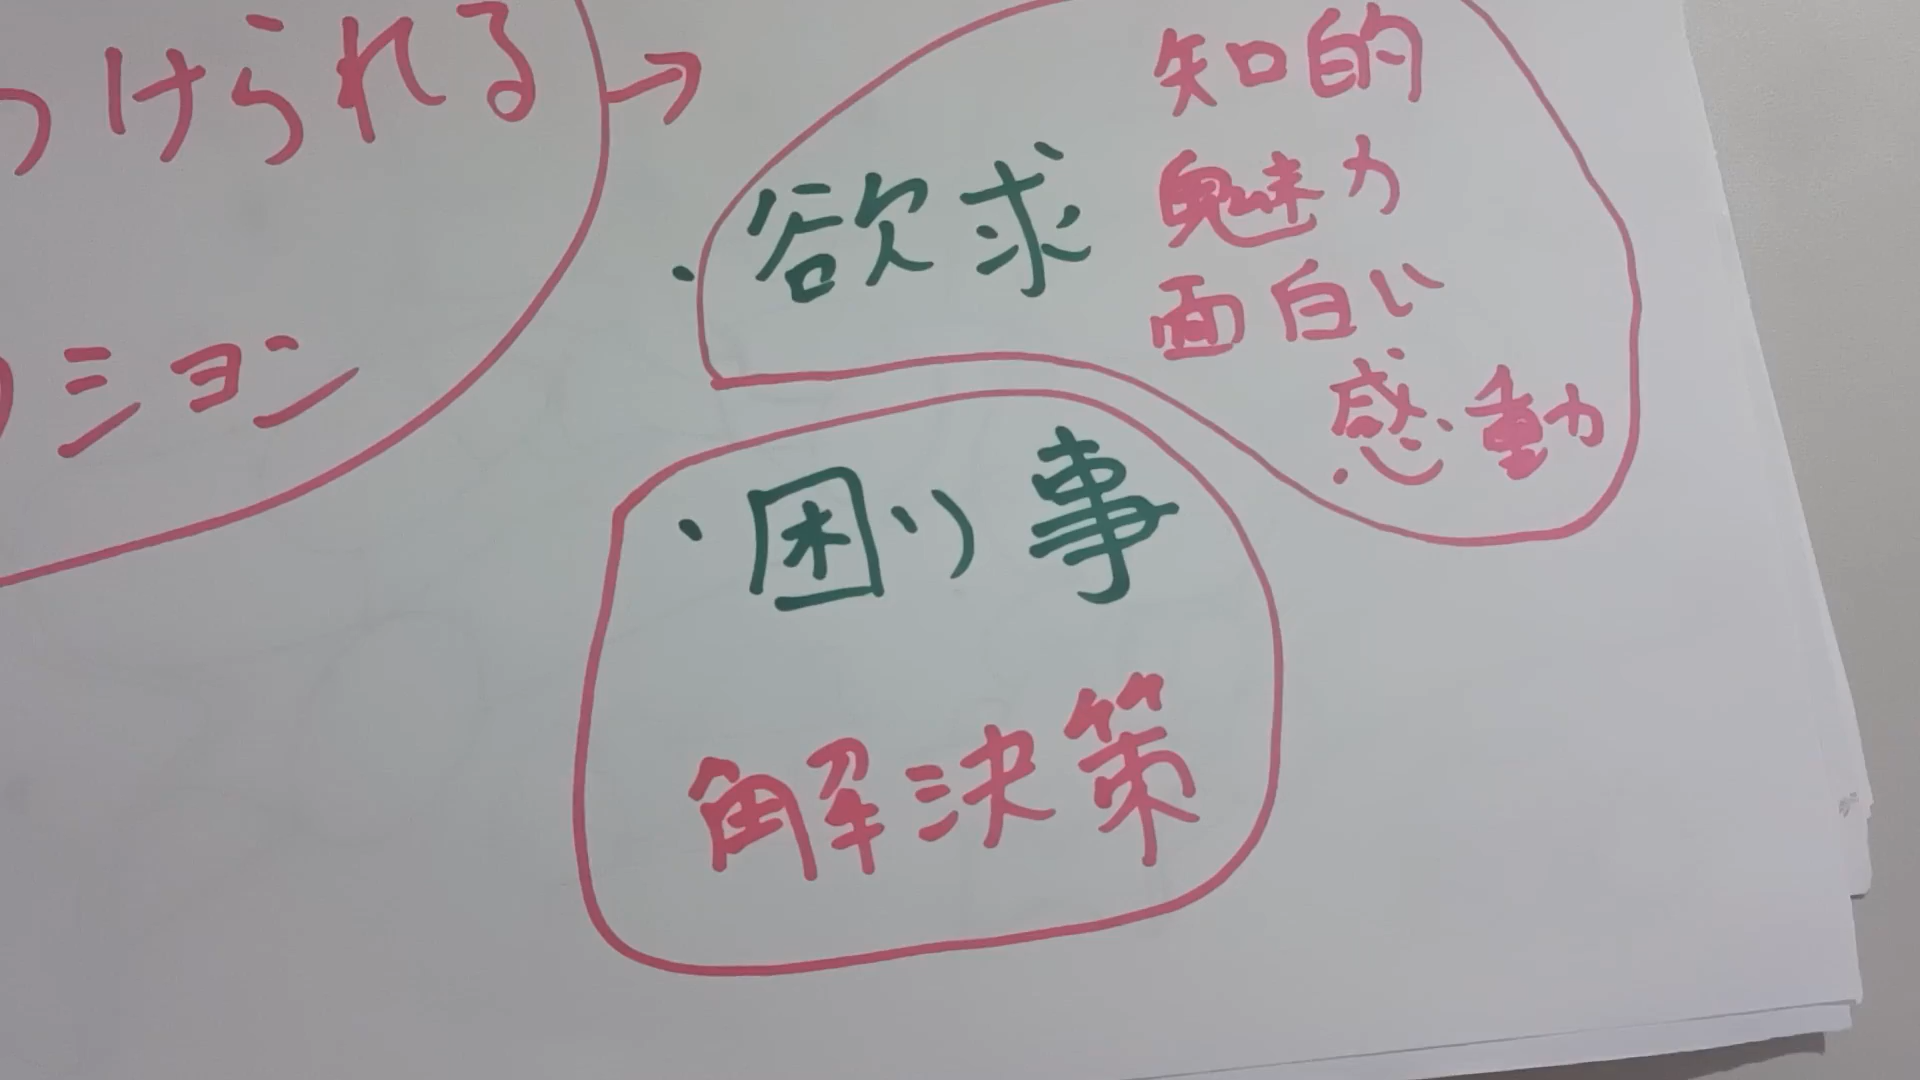 つけられる
ション
・欲求
知的
魅力
面白い
感動
・困り事
解決策